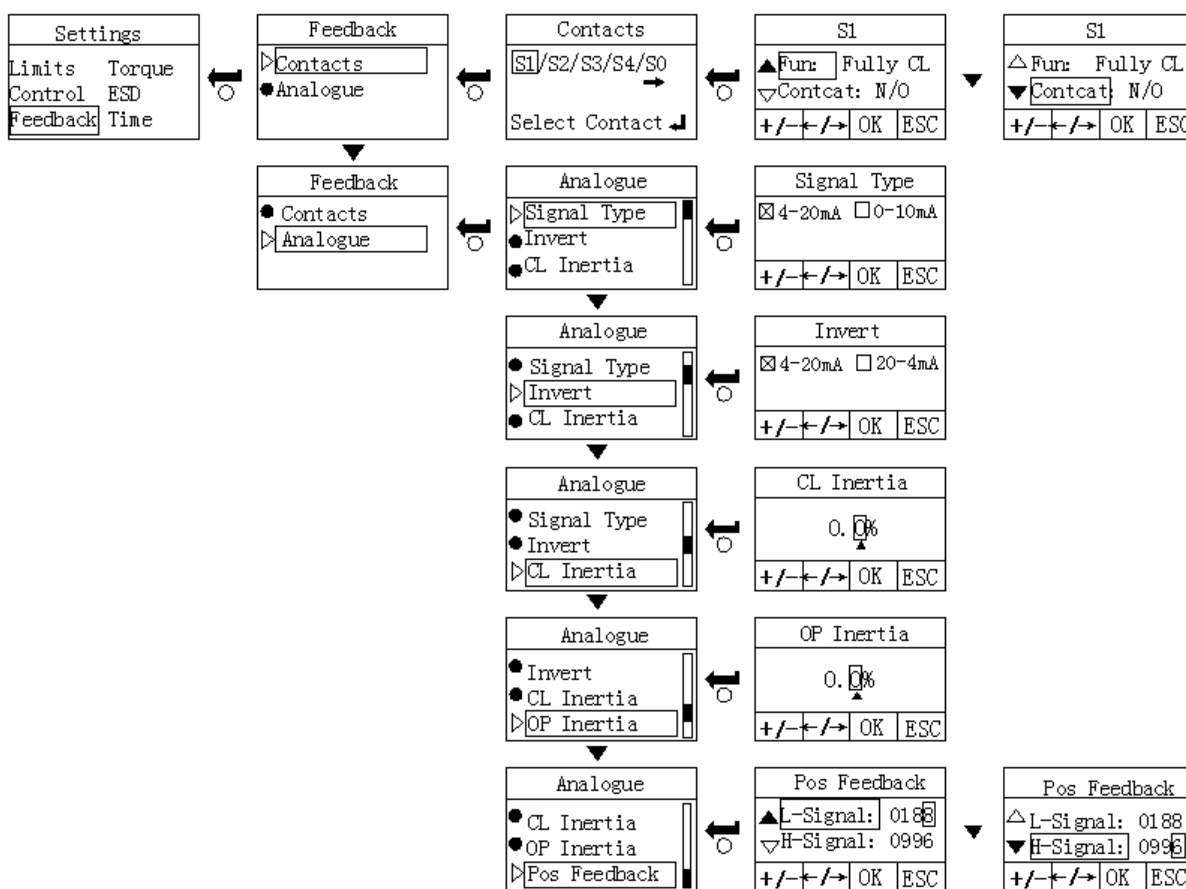 Settings
Limits Torque
Control ESD
Feedback Time
Feedback
Contacts
Analogue
Contacts
S1/S2/S3/S4/S0
Select Contact
S1
Fun: Fully CL
Contcat: N/O
+/- ←/→ OK ESC
S1
Fun: Fully CL
Contcat: N/O
+/- ←/→ OK ESC
Feedback
Contacts
Analogue
Analogue
Signal Type
Invert
CL Inertia
Signal Type
4-20mA 0-10mA
+/- ←/→ OK ESC
Analogue
Signal Type
Invert
CL Inertia
Invert
4-20mA 20-4mA
+/- ←/→ OK ESC
Analogue
Signal Type
Invert
CL Inertia
CL Inertia
0.0%
+/- ←/→ OK ESC
Analogue
Invert
CL Inertia
OP Inertia
OP Inertia
0.0%
+/- ←/→ OK ESC
Analogue
CL Inertia
OP Inertia
Pos Feedback
Pos Feedback
L-Signal: 0188
H-Signal: 0996
+/- ←/→ OK ESC
Pos Feedback
L-Signal: 0188
H-Signal: 0996
+/- ←/→ OK ESC